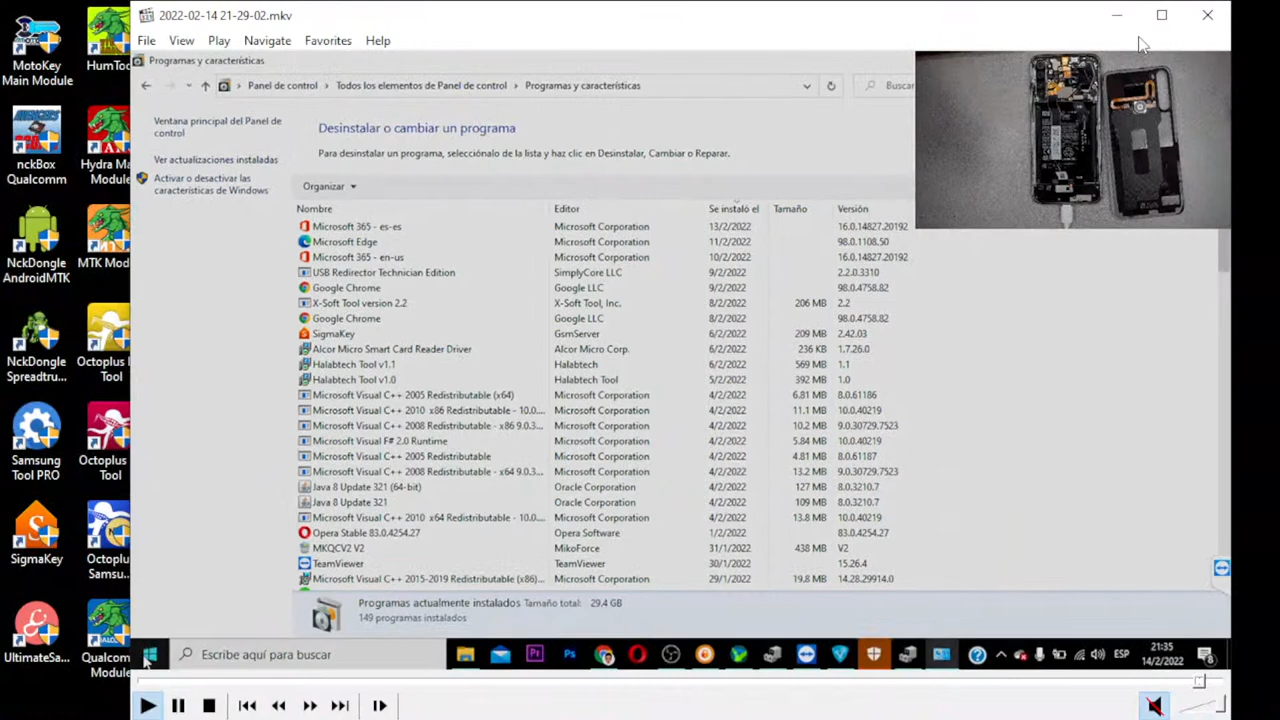 MotoKey
Main Module
HumToo
nckBox
Qualcomm
Hydra Ma
Module
NckDongle
AndroidMTK
MTK Mod
NckDongle
Spreadtru...
Octoplus I
Tool
Samsung
Tool PRO
Octoplus
Tool
SigmaKey
Octoplus
Samsu...
UltimateSa...
Qualcomm
Module
2022-02-14 21-29-02.mkv
File View Play Navigate Favorites Help
Programas y características
Panel de control Todos los elementos de Panel de control Programas y características Buscar
Ventana principal del Panel de
control
Ver actualizaciones instaladas
Activar o desactivar las
características de Windows
Desinstalar o cambiar un programa
Para desinstalar un programa, selecciónalo de la lista y haz clic en Desinstalar, Cambiar o Reparar.
Organizar
Nombre Editor Se instaló el Tamaño Versión
Microsoft 365 - es-es Microsoft Corporation 13/2/2022 16.0.14827.20192
Microsoft Edge Microsoft Corporation 11/2/2022 98.0.1108.50
Microsoft 365 - en-us Microsoft Corporation 10/2/2022 16.0.14827.20192
USB Redirector Technician Edition SimplyCore LLC 9/2/2022 2.2.0.3310
Google Chrome Google LLC 9/2/2022 98.0.4758.82
X-Soft Tool version 2.2 X-Soft Tool, Inc. 8/2/2022 206 MB 2.2
Google Chrome Google LLC 8/2/2022 98.0.4758.82
SigmaKey GsmServer 6/2/2022 209 MB 2.42.03
Alcor Micro Smart Card Reader Driver Alcor Micro Corp. 6/2/2022 236 KB 1.7.26.0
Halabtech Tool v1.1 Halabtech 6/2/2022 569 MB 1.1
Halabtech Tool v1.0 Halabtech Tool 5/2/2022 392 MB 1.0
Microsoft Visual C++ 2005 Redistributable (x64) Microsoft Corporation 4/2/2022 6.81 MB 8.0.61186
Microsoft Visual C++ 2010 x86 Redistributable - 10.0.... Microsoft Corporation 4/2/2022 11.1 MB 10.0.40219
Microsoft Visual C++ 2008 Redistributable - x86 9.0.3... Microsoft Corporation 4/2/2022 10.2 MB 9.0.30729.7523
Microsoft Visual F# 2.0 Runtime Microsoft Corporation 4/2/2022 5.84 MB 10.0.40219
Microsoft Visual C++ 2005 Redistributable Microsoft Corporation 4/2/2022 4.81 MB 8.0.61187
Microsoft Visual C++ 2008 Redistributable - x64 9.0.3... Microsoft Corporation 4/2/2022 13.2 MB 9.0.30729.7523
Java 8 Update 321 (64-bit) Oracle Corporation 4/2/2022 127 MB 8.0.3210.7
Java 8 Update 321 Oracle Corporation 4/2/2022 109 MB 8.0.3210.7
Microsoft Visual C++ 2010 x64 Redistributable - 10.0.... Microsoft Corporation 4/2/2022 13.8 MB 10.0.40219
Opera Stable 83.0.4254.27 Opera Software 1/2/2022 83.0.4254.27
MKQCV2 V2 MikoForce 31/1/2022 438 MB V2
TeamViewer TeamViewer 30/1/2022 15.26.4
Microsoft Visual C++ 2015-2019 Redistributable (x86)... Microsoft Corporation 29/1/2022 19.8 MB 14.28.29914.0
Programas actualmente instalados Tamaño total: 29.4 GB
149 programas instalados
Escribe aquí para buscar
ESP
21:35
14/2/2022
8